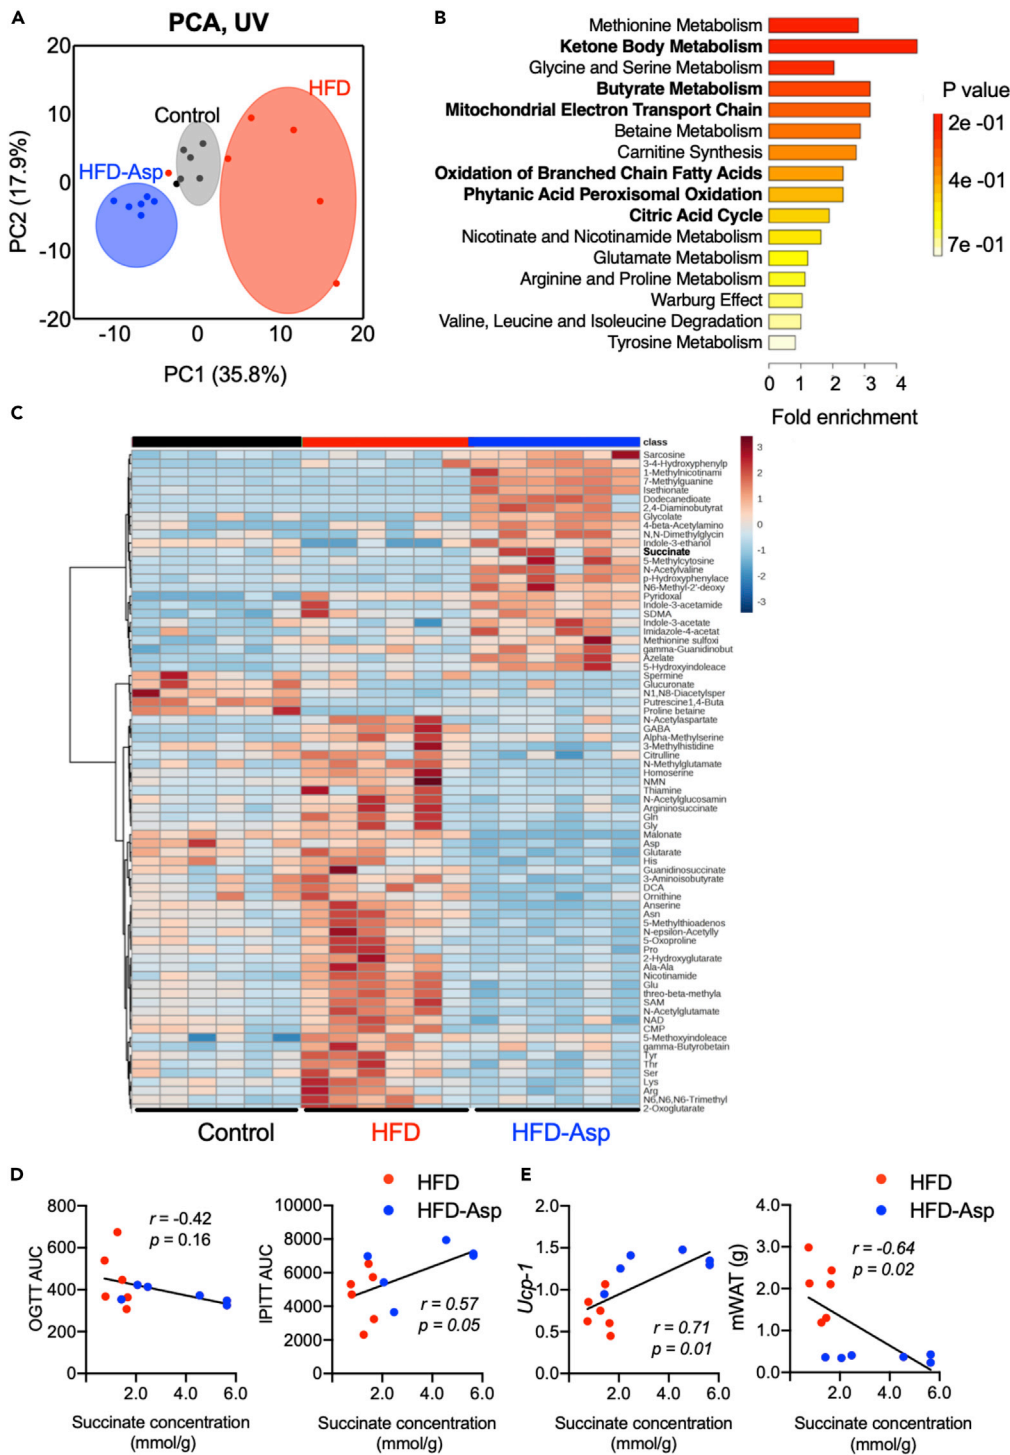 A
PCA, UV
20
10
0
-10
-20
PC2 (17.9%)
-10
0
10
20
PC1 (35.8%)
HFD
Control
HFD-Asp
B
Methionine Metabolism
Ketone Body Metabolism
Glycine and Serine Metabolism
Butyrate Metabolism
Mitochondrial Electron Transport Chain
Betaine Metabolism
Carnitine Synthesis
Oxidation of Branched Chain Fatty Acids
Phytanic Acid Peroxisomal Oxidation
Citric Acid Cycle
Nicotinate and Nicotinamide Metabolism
Glutamate Metabolism
Arginine and Proline Metabolism
Warburg Effect
Valine, Leucine and Isoleucine Degradation
Tyrosine Metabolism
0 1 2 3 4
Fold enrichment
P value
2e -01
4e -01
7e -01
C
class
Sarcosine
3-4-Hydroxyphenylp
1-Methylnicotinami
7-Methylguanine
Isethionate
Dodecanedioate
2,4-Diaminobutyrat
Glycolate
4-beta-Acetylamino
N,N-Dimethylglycin
Indole-3-ethanol
Succinate
5-Methylcytosine
N-Acetylvaline
p-Hydroxyphenylace
N6-Methyl-2'-deoxy
Pyridoxal
Indole-3-acetamide
SDMA
Indole-3-acetate
Imidazole-4-acetat
Methionine sulfoxi
gamma-Guanidinobut
Azelate
5-Hydroxyindoleace
Spermine
Glucuronate
N1,N8-Diacetylsper
Putrescine1,4-Buta
Proline betaine
N-Acetylaspartate
GABA
Alpha-Methylserine
3-Methylhistidine
Citrulline
N-Methylglutamate
Homoserine
NMN
Thiamine
N-Acetylglucosamin
Argininosuccinate
Gln
Gly
Malonate
Asp
Glutarate
His
Guanidinosuccinate
3-Aminoisobutyrate
DCA
Ornithine
Anserine
Asn
5-Methylthioadenos
N-epsilon-Acetylly
5-Oxoproline
Pro
2-Hydroxyglutarate
Ala-Ala
Nicotinamide
Glu
threo-beta-methyla
SAM
N-Acetylglutamate
NAD
CMP
5-Methoxyindoleace
gamma-Butyrobetain
Tyr
Thr
Ser
Lys
Arg
N6,N6,N6-Trimethyl
2-Oxoglutarate
3
2
1
0
-1
-2
-3
Control
HFD
HFD-Asp
D
HFD
HFD-Asp
800
600
400
200
0
OGTT AUC
r = -0.42
p = 0.16
2.0 4.0 6.0
Succinate concentration
(mmol/g)
10000
8000
6000
4000
2000
0
IPITT AUC
r = 0.57
p = 0.05
2.0 4.0 6.0
Succinate concentration
(mmol/g)
E
HFD
HFD-Asp
2.0
1.5
1.0
0.5
0.0
Ucp-1
r = 0.71
p = 0.01
2.0 4.0 6.0
Succinate concentration
(mmol/g)
4.0
3.0
2.0
1.0
0.0
mWAT (g)
r = -0.64
p = 0.02
2.0 4.0 6.0
Succinate concentration
(mmol/g)